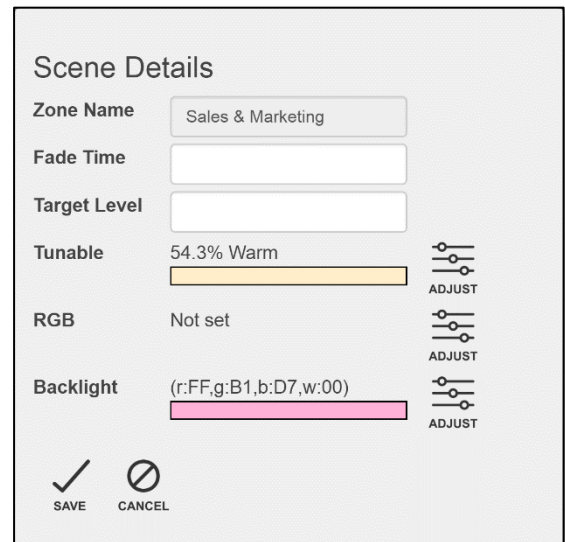 Scene Details
Zone Name Sales & Marketing
Fade Time
Target Level
Tunable 54.3% Warm
ADJUST
RGB Not set
ADJUST
Backlight (r:FF,g:B1,b:D7,w:00)
ADJUST
SAVE CANCEL